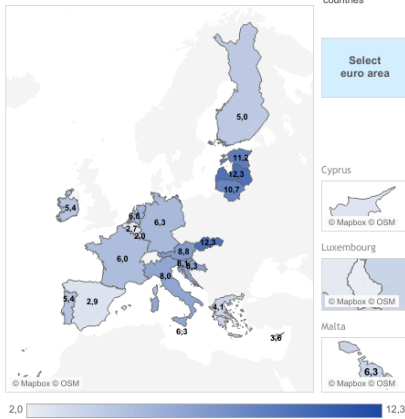 countries
Select
euro area
5,0
11,2
12,3
10,7
Cyprus
5,4
6,8
6,3
2,7
2,0
© Mapbox © OSM
12,3
8,8
Luxembourg
6,0
8,1
8,3
8,0
5,4
2,9
4,1
© Mapbox © OSM
6,3
3,6
Malta
6,3
© Mapbox © OSM
© Mapbox © OSM
2,0
12,3